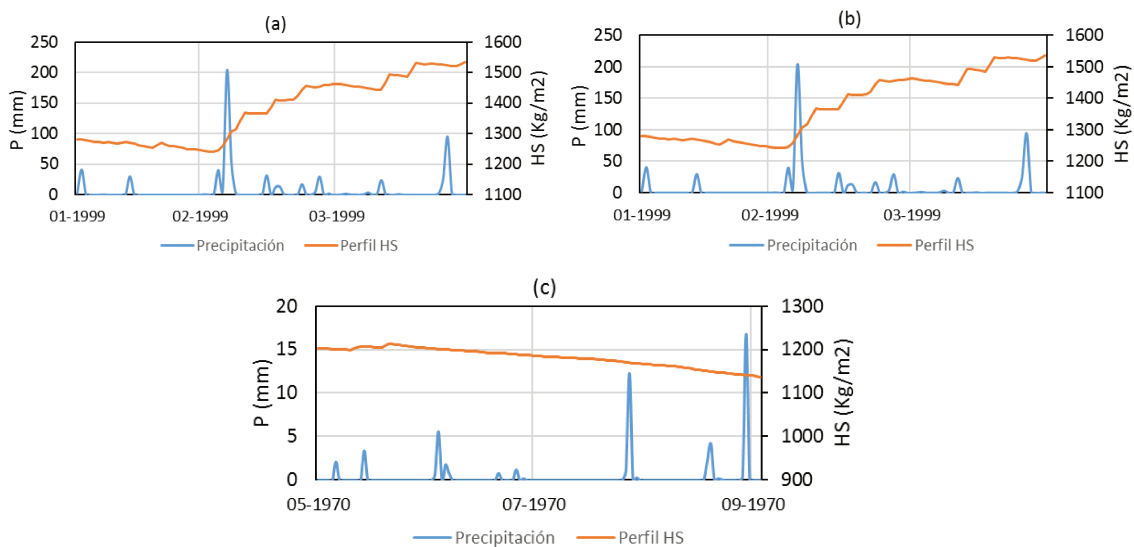 (a)
250
200
150
100
50
0
P (mm)
1600
1500
1400
1300
1200
1100
HS (Kg/m2)
01-1999 02-1999 03-1999
Precipitación Perfil HS
(b)
250
200
150
100
50
0
P (mm)
1600
1500
1400
1300
1200
1100
HS (Kg/m2)
01-1999 02-1999 03-1999
Precipitación Perfil HS
(c)
20
15
10
5
0
P (mm)
1300
1200
1100
1000
900
HS (Kg/m2)
05-1970 07-1970 09-1970
Precipitación Perfil HS